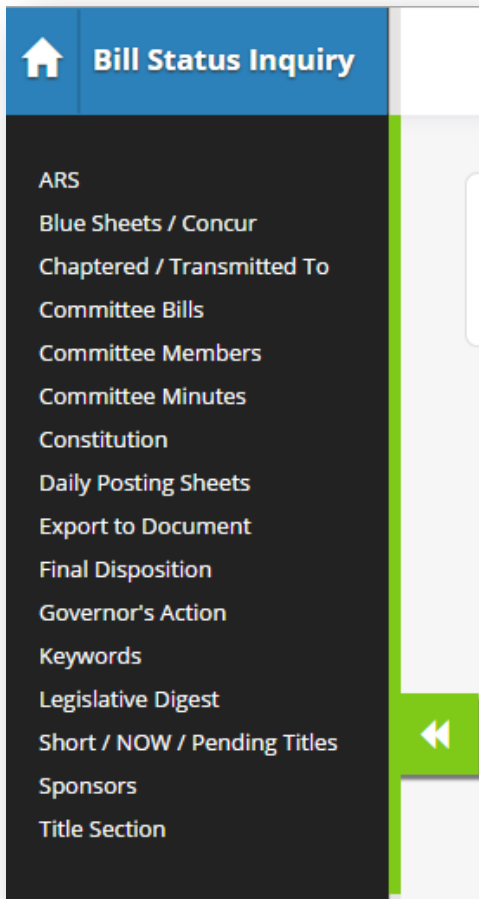 Bill Status Inquiry
ARS
Blue Sheets / Concur
Chaptered / Transmitted To
Committee Bills
Committee Members
Committee Minutes
Constitution
Daily Posting Sheets
Export to Document
Final Disposition
Governor's Action
Keywords
Legislative Digest
Short / NOW / Pending Titles
Sponsors
Title Section